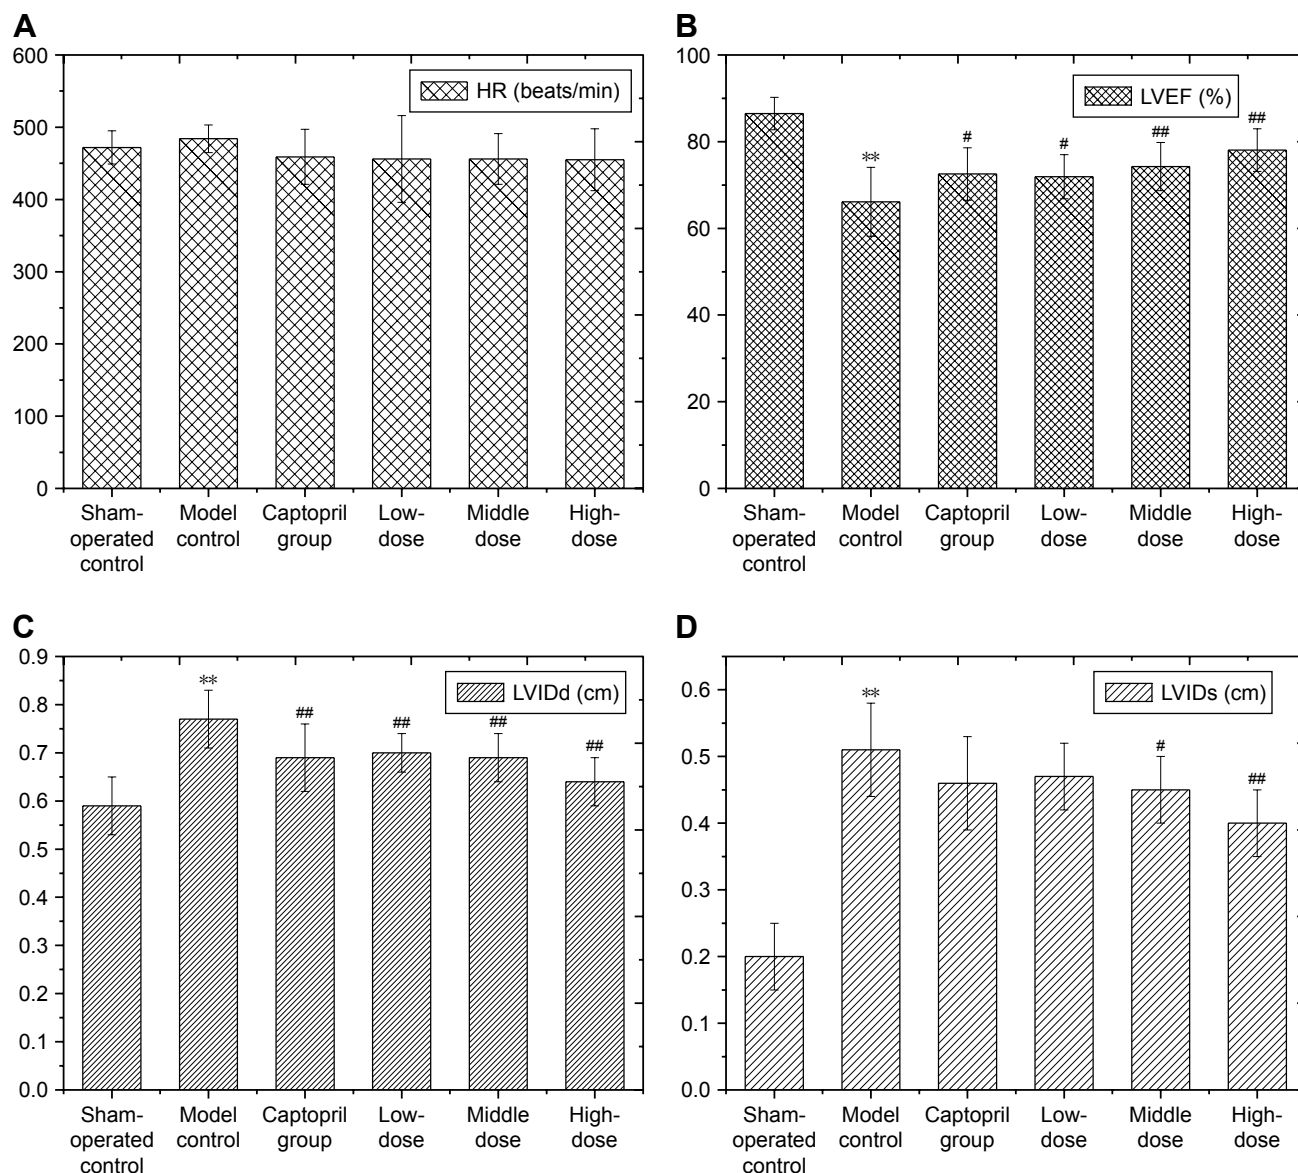 A
600
500
400
300
200
100
0
HR (beats/min)
Sham-
operated
control
Model
control
Captopril
group
Low-
dose
Middle
dose
High-
dose
B
100
80
60
40
20
0
LVEF (%)
**
#
#
##
##
Sham-
operated
control
Model
control
Captopril
group
Low-
dose
Middle
dose
High-
dose
C
0.9
0.8
0.7
0.6
0.5
0.4
0.3
0.2
0.1
0.0
LVIDd (cm)
**
##
##
##
##
Sham-
operated
control
Model
control
Captopril
group
Low-
dose
Middle
dose
High-
dose
D
0.6
0.5
0.4
0.3
0.2
0.1
0.0
LVIDs (cm)
**
#
##
Sham-
operated
control
Model
control
Captopril
group
Low-
dose
Middle
dose
High-
dose